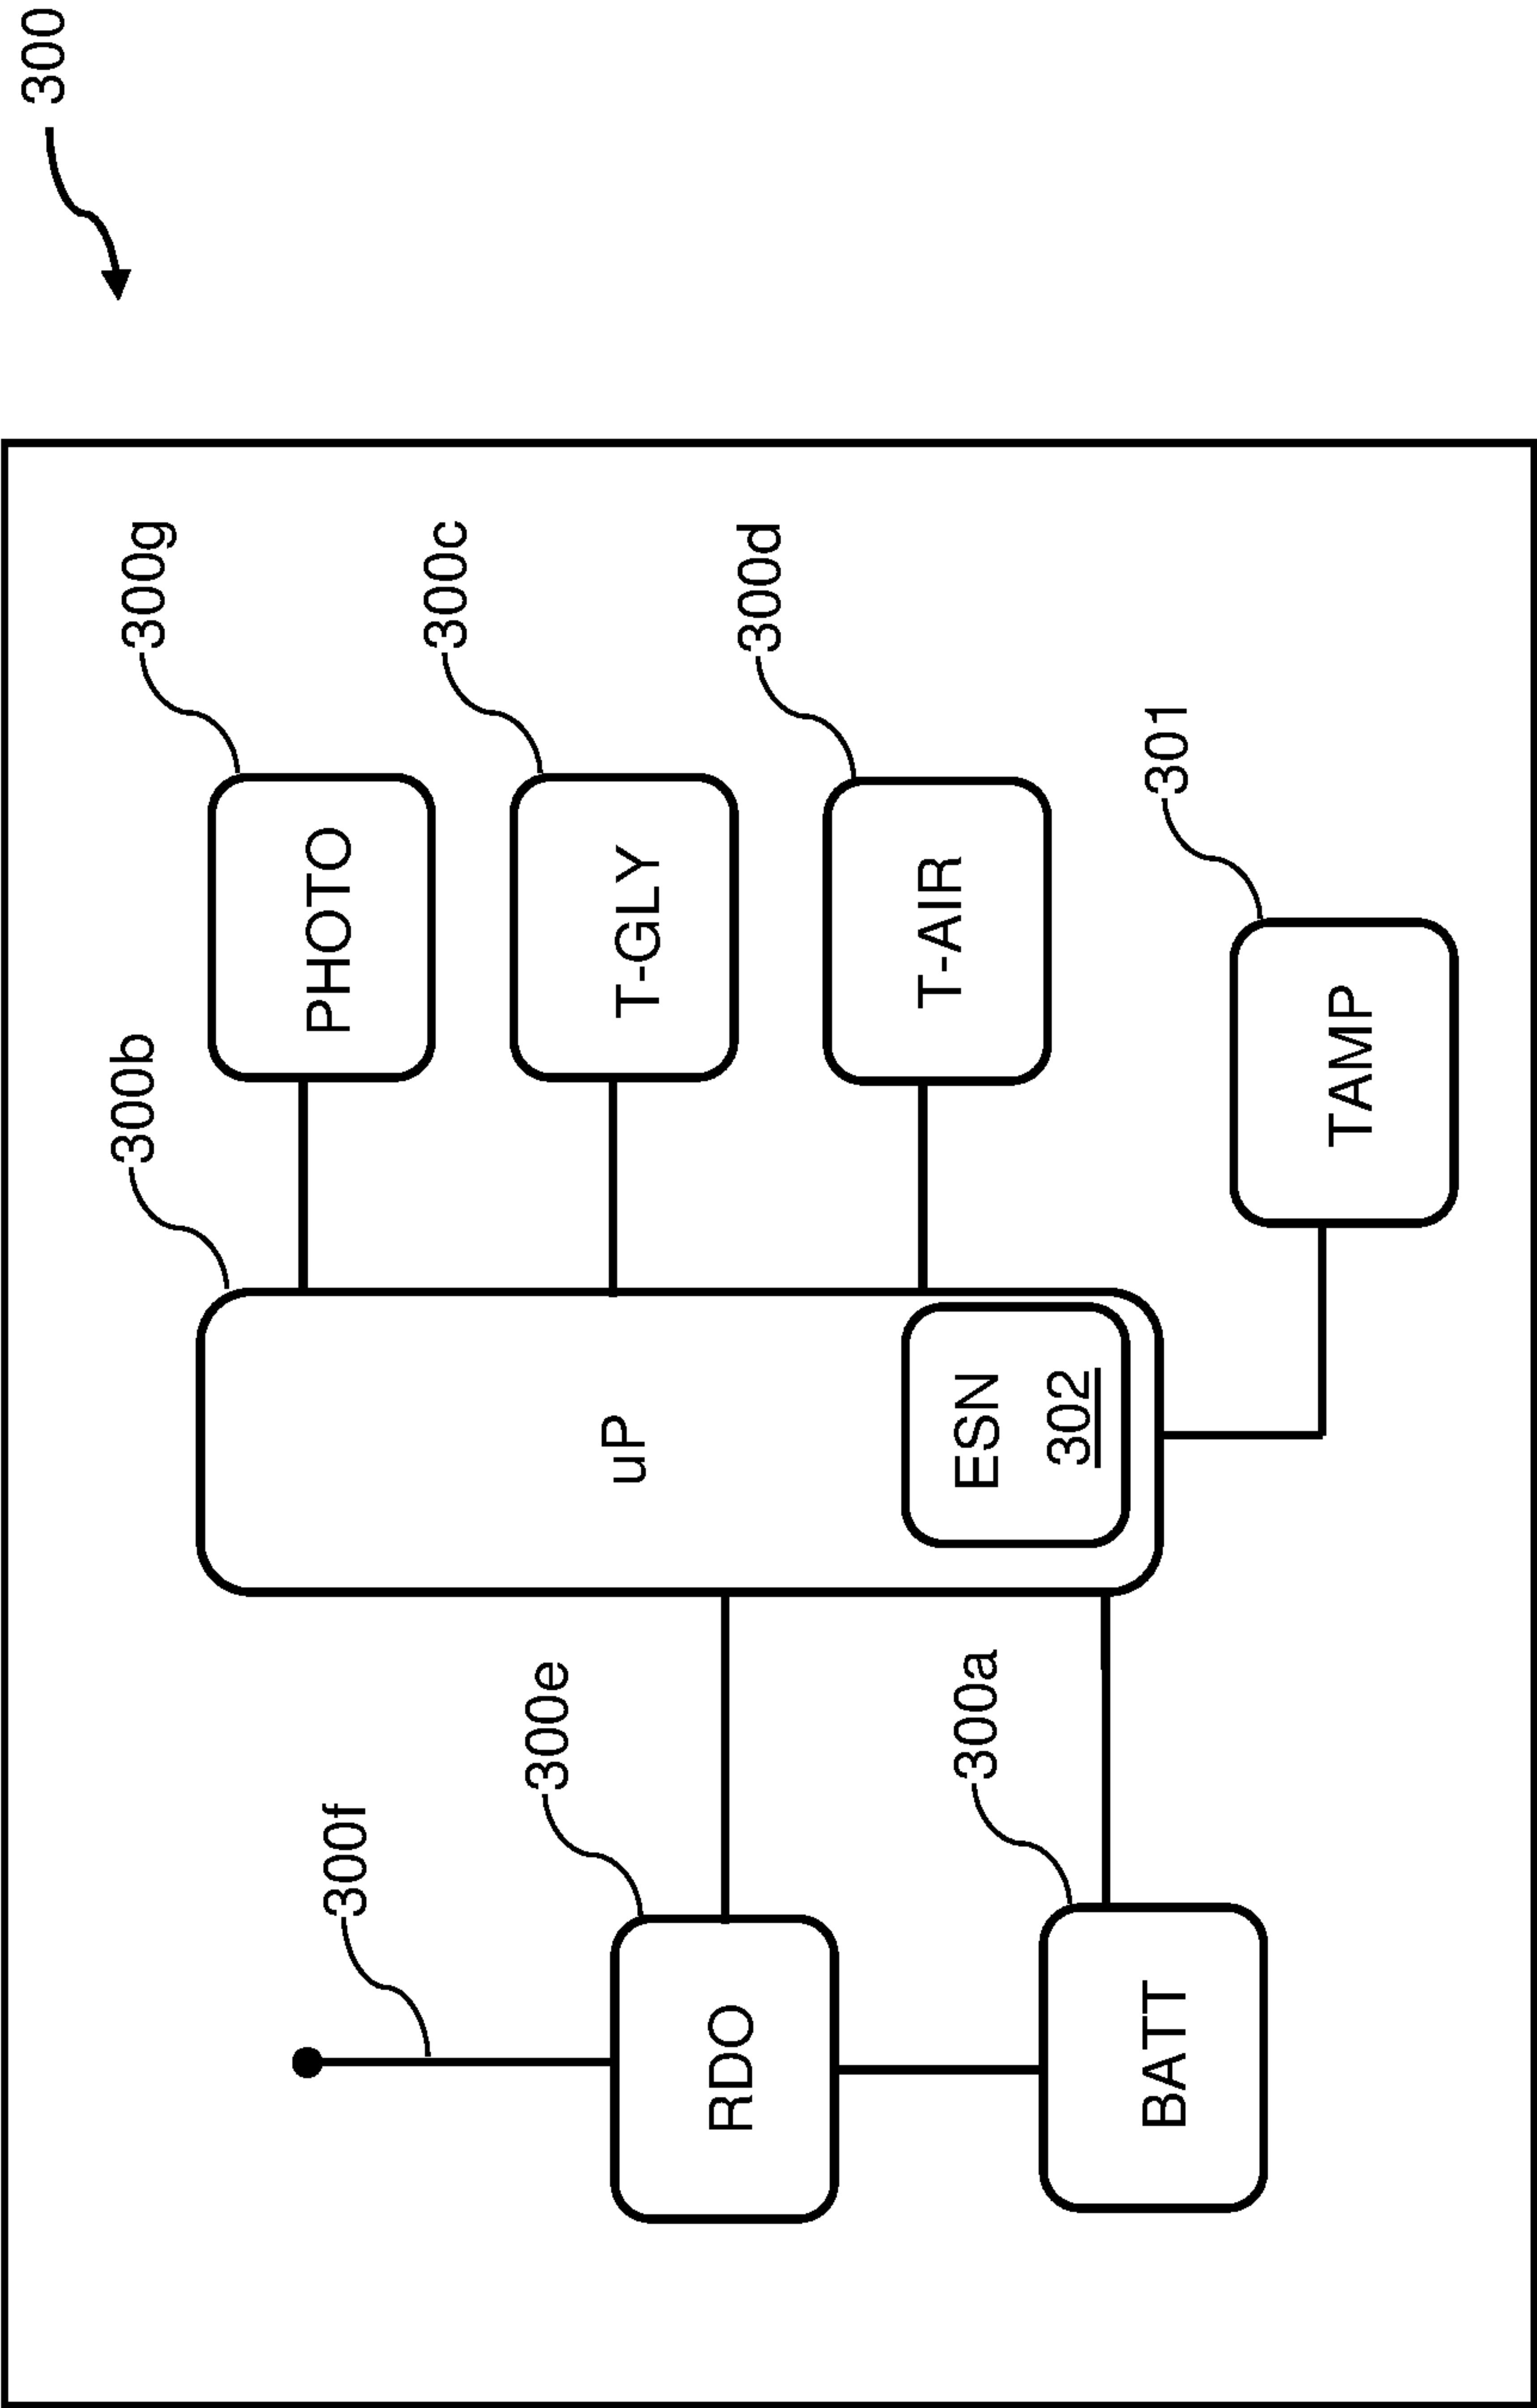 300
300g
300b
PHOTO
300c
T-GLY
300d
T-AIR
301
TAMP
uP
ESN
302
300f
300e
RDO
300a
BATT